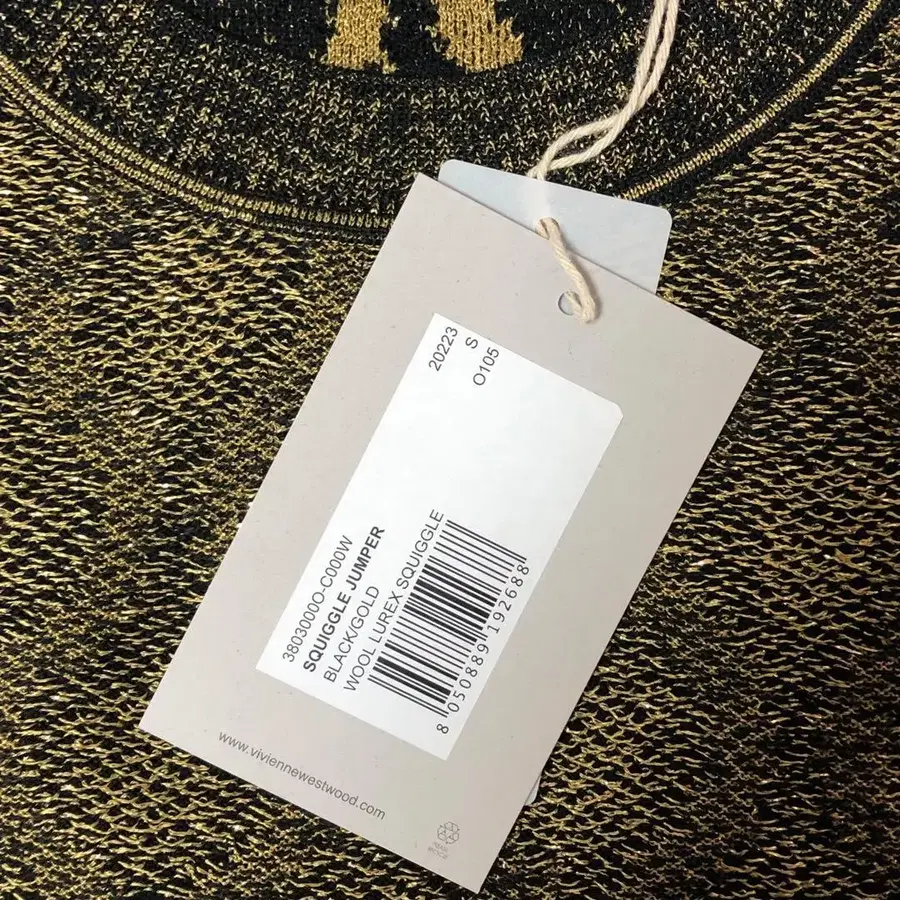 20223
S
O105
3803000O-C000W
SQUIGGLE JUMPER
BLACK/GOLD
WOOL LUREX SQUIGGLE
8 050889 192688
www.viviennewestwood.com